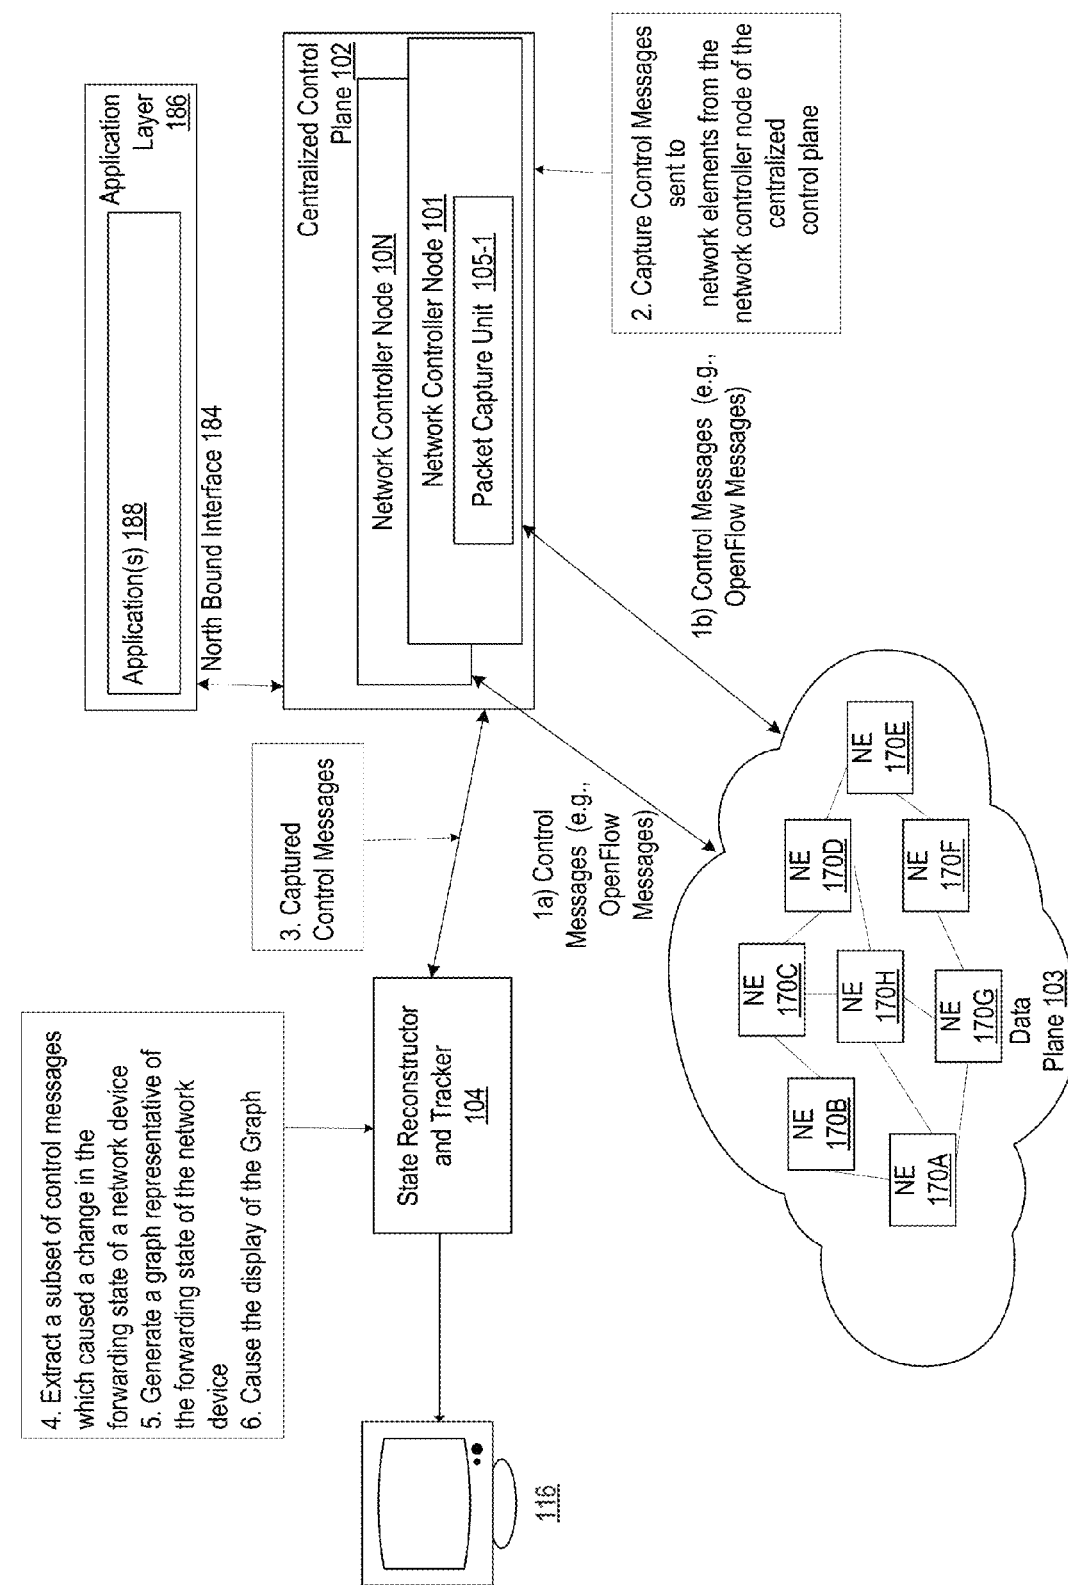 4. Extract a subset of control messages
which caused a change in the
forwarding state of a network device
5. Generate a graph representative of
the forwarding state of the network
device
6. Cause the display of the Graph
116
State Reconstructor
and Tracker
104
3. Captured
Control Messages
Application
Layer
186
Application(s) 188
North Bound Interface 184
Centralized Control
Plane 102
Network Controller Node 10N
Network Controller Node 101
Packet Capture Unit 105-1
2. Capture Control Messages
sent to
network elements from the
network controller node of the
centralized
control plane
1a) Control
Messages (e.g.,
OpenFlow
Messages)
1b) Control Messages (e.g.,
OpenFlow Messages)
NE
170B
NE
170A
NE
170C
NE
170H
NE
170G
NE
170D
NE
170F
NE
170E
Data
Plane 103